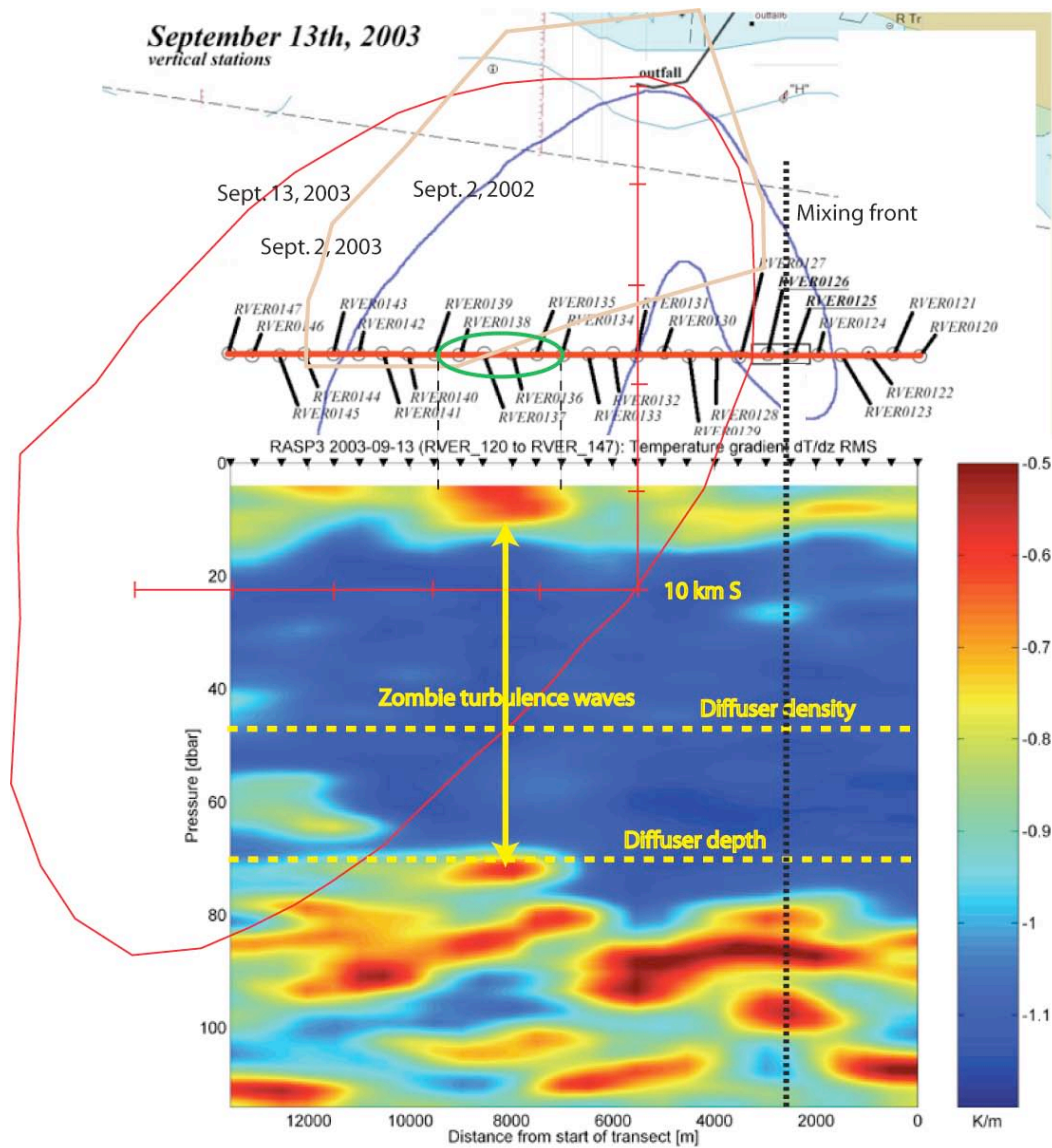 September 13th, 2003
vertical stations
outfall
outfall
R Tr
"H"
Sept. 13, 2003
Sept. 2, 2002
Mixing front
Sept. 2, 2003
RVER0127
RVER0126
RVER0125
RVER0147
RVER0146
RVER0143
RVER0142
RVER0139
RVER0138
RVER0135
RVER0134
RVER0131
RVER0130
RVER0124
RVER0121
RVER0120
RVER0144
RVER0145
RVER0140
RVER0141
RVER0136
RVER0137
RVER0132
RVER0133
RVER0128
RVER0129
RVER0122
RVER0123
RASP3 2003-09-13 (RVER_120 to RVER_147): Temperature gradient dT/dz RMS
0
20
40
60
80
100
Pressure [dbar]
10 km S
Zombie turbulence waves
Diffuser density
Diffuser depth
-0.5
-0.6
-0.7
-0.8
-0.9
-1
-1.1
K/m
12000 10000 8000 6000 4000 2000 0
Distance from start of transect [m]